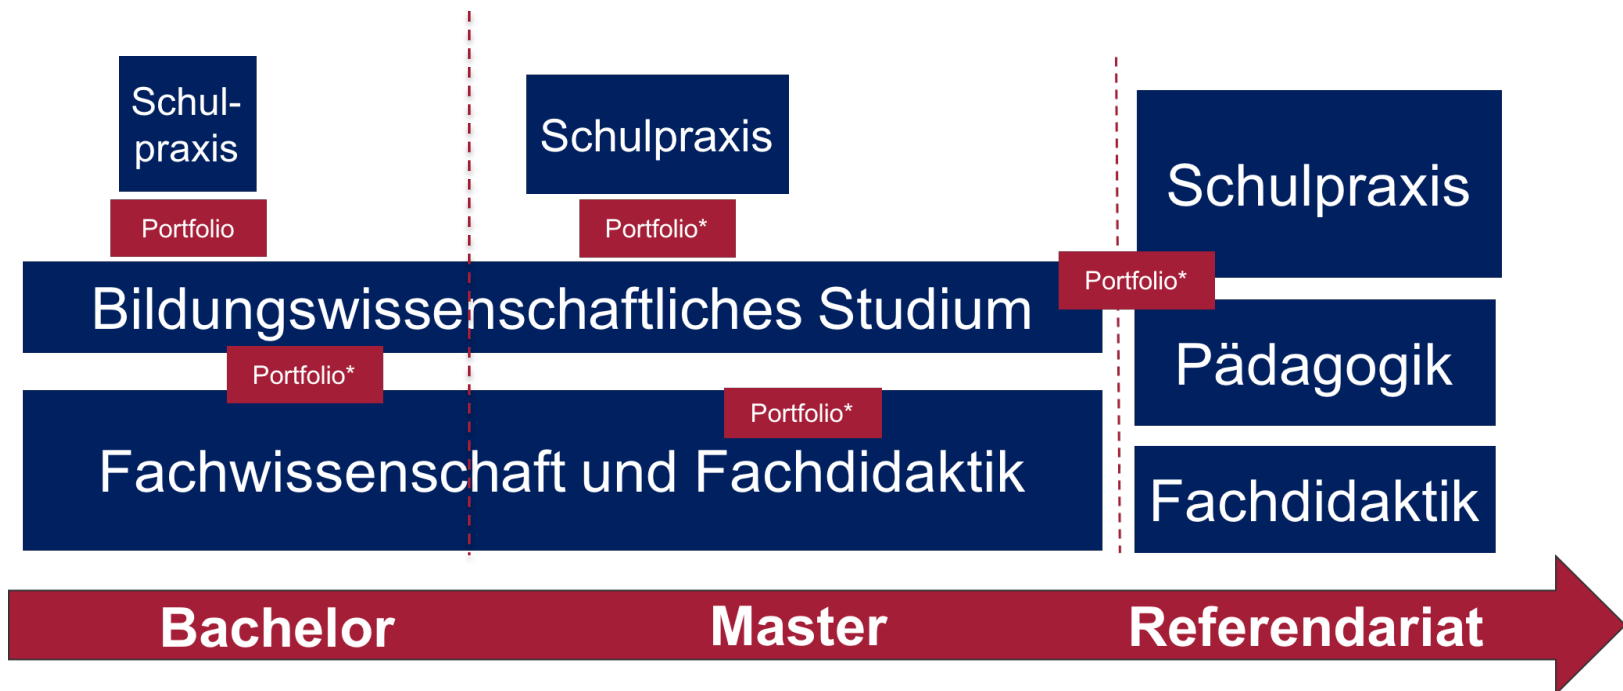 Schul-
praxis
Schulpraxis
Schulpraxis
Portfolio
Portfolio*
Portfolio*
Bildungswissenschaftliches Studium
Pädagogik
Portfolio*
Portfolio*
Fachwissenschaft und Fachdidaktik
Fachdidaktik
Bachelor
Master
Referendariat